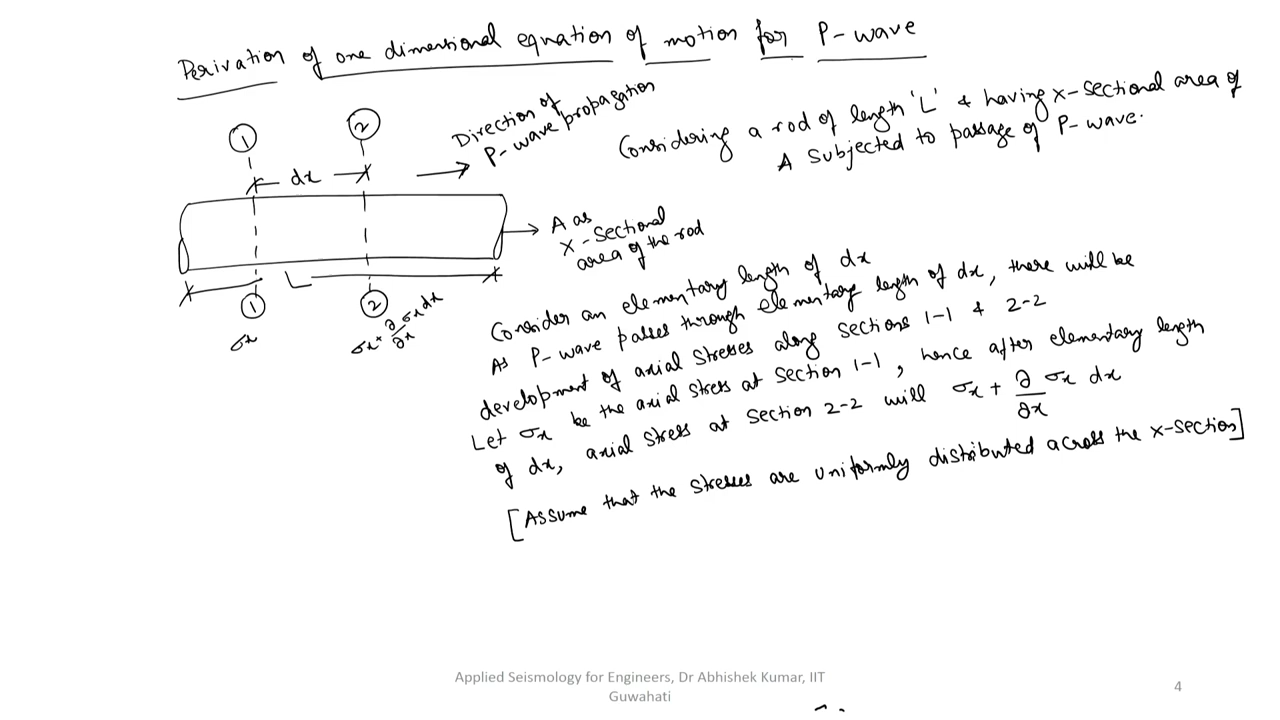 Derivation of one dimensional equation of motion for P-wave
1
2
dx
Direction of
P-wave propagation
Considering a rod of length 'L' & having x-sectional area of
A subjected to passage of P-wave.
A as
X-Sectional
area of the rod
L
1
2
σx
σx+ ∂/∂x σx dx
Consider an elementary length of dx
As P-wave passes through elementary length of dx, there will be
development of axial stresses along sections 1-1 & 2-2
Let σx be the axial stress at section 1-1, hence after elementary length
of dx, axial stress at section 2-2 will σx + ∂/∂x σx dx
[Assume that the stresses are uniformly distributed across the x-section]
Applied Seismology for Engineers, Dr Abhishek Kumar, IIT
Guwahati
4